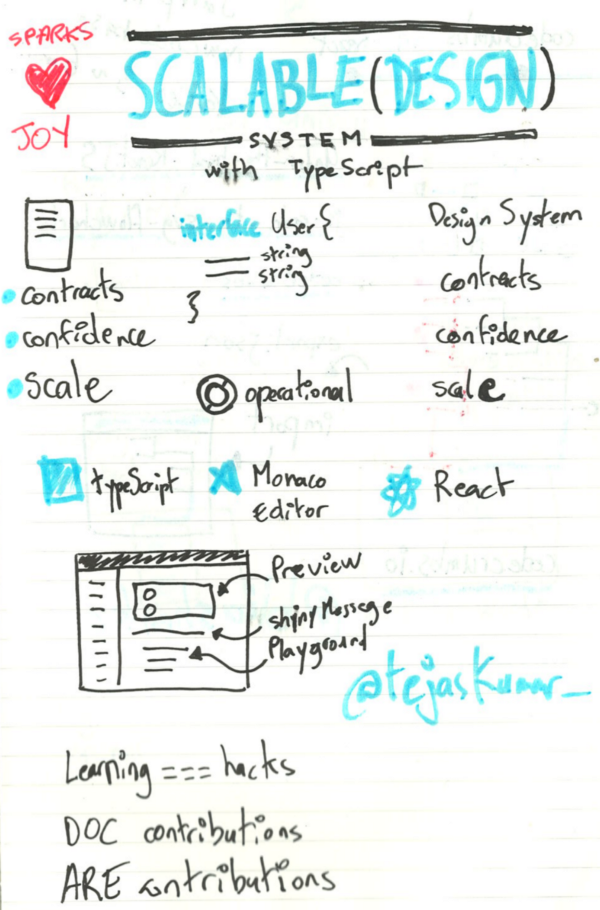 SPARKS
JOY
SCALABLE (DESIGN)
SYSTEM
with TypeScript
contracts
confidence
scale
interface User {
string
string
}
operational
Design System
contracts
confidence
scale
typeScript
Monaco
Editor
React
Preview
shinyMessage
Playground
@tejaskumar_
Learning === hacks
DOC contributions
ARE contributions